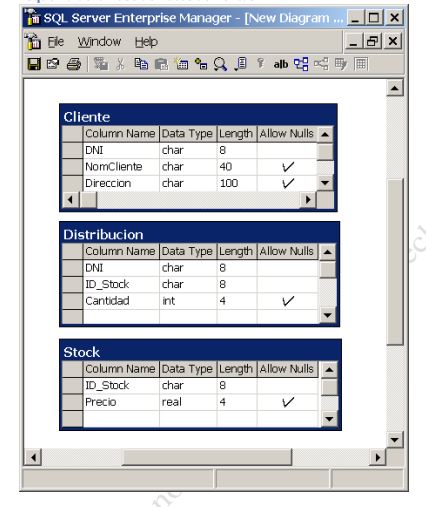 SQL Server Enterprise Manager - [New Diagram ...
File Window Help
ab
Cliente
Column Name Data Type Length Allow Nulls
DNI char 8
NomCliente char 40 ✓
Direccion char 100 ✓
Distribucion
Column Name Data Type Length Allow Nulls
DNI char 8
ID_Stock char 8
Cantidad int 4 ✓
Stock
Column Name Data Type Length Allow Nulls
ID_Stock char 8
Precio real 4 ✓